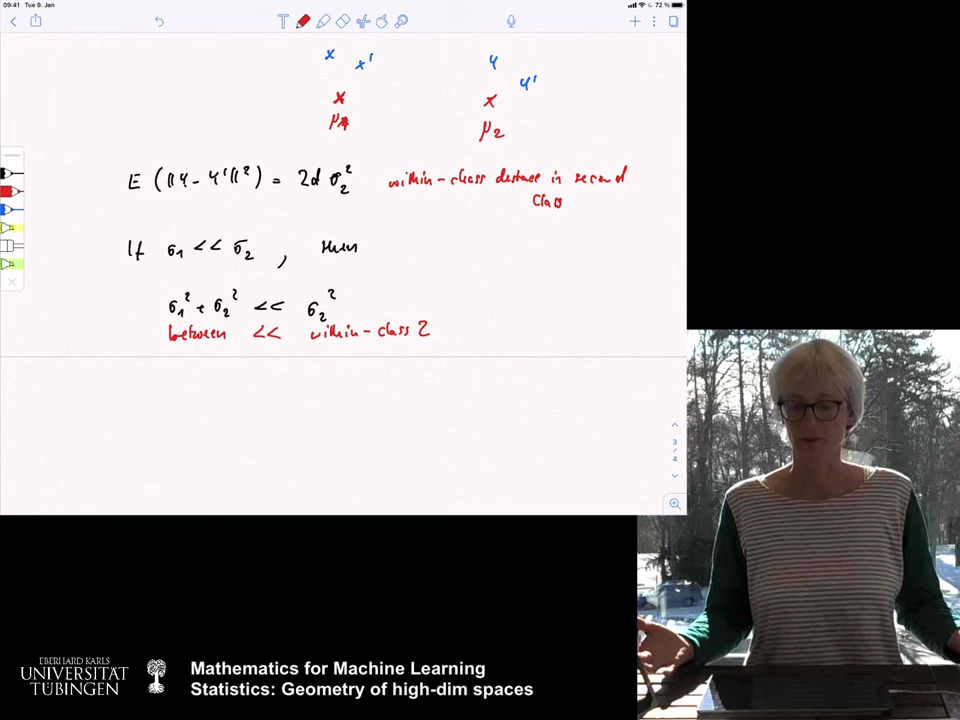 09:41 Tue 9. Jan
72 %
x x' y y'
x x
μ1 μ2
E (||Y - Y'||²) = 2d σ₂² within-class distance in second
class
If σ₁ << σ₂ , then
σ₁² + σ₂² << σ₂²
between << within-class 2
3
/
4
EBERHARD KARLS
UNIVERSITÄT
TÜBINGEN
Mathematics for Machine Learning
Statistics: Geometry of high-dim spaces